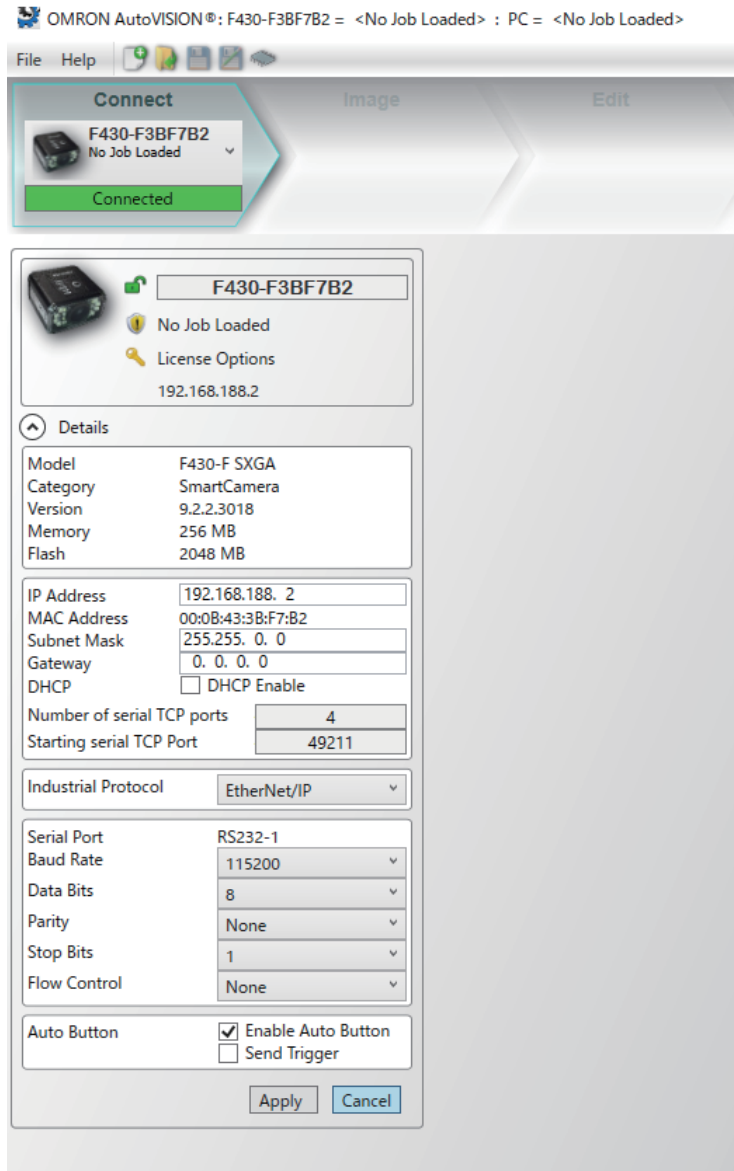 OMRON AutoVISION®: F430-F3BF7B2 = <No Job Loaded> : PC = <No Job Loaded>
File Help
Connect Image Edit
F430-F3BF7B2
No Job Loaded
Connected
F430-F3BF7B2
No Job Loaded
License Options
192.168.188.2
Details
Model F430-F SXGA
Category SmartCamera
Version 9.2.2.3018
Memory 256 MB
Flash 2048 MB
IP Address 192.168.188. 2
MAC Address 00:0B:43:3B:F7:B2
Subnet Mask 255.255. 0. 0
Gateway 0. 0. 0. 0
DHCP DHCP Enable
Number of serial TCP ports 4
Starting serial TCP Port 49211
Industrial Protocol EtherNet/IP
Serial Port RS232-1
Baud Rate 115200
Data Bits 8
Parity None
Stop Bits 1
Flow Control None
Auto Button Enable Auto Button
Send Trigger
Apply Cancel